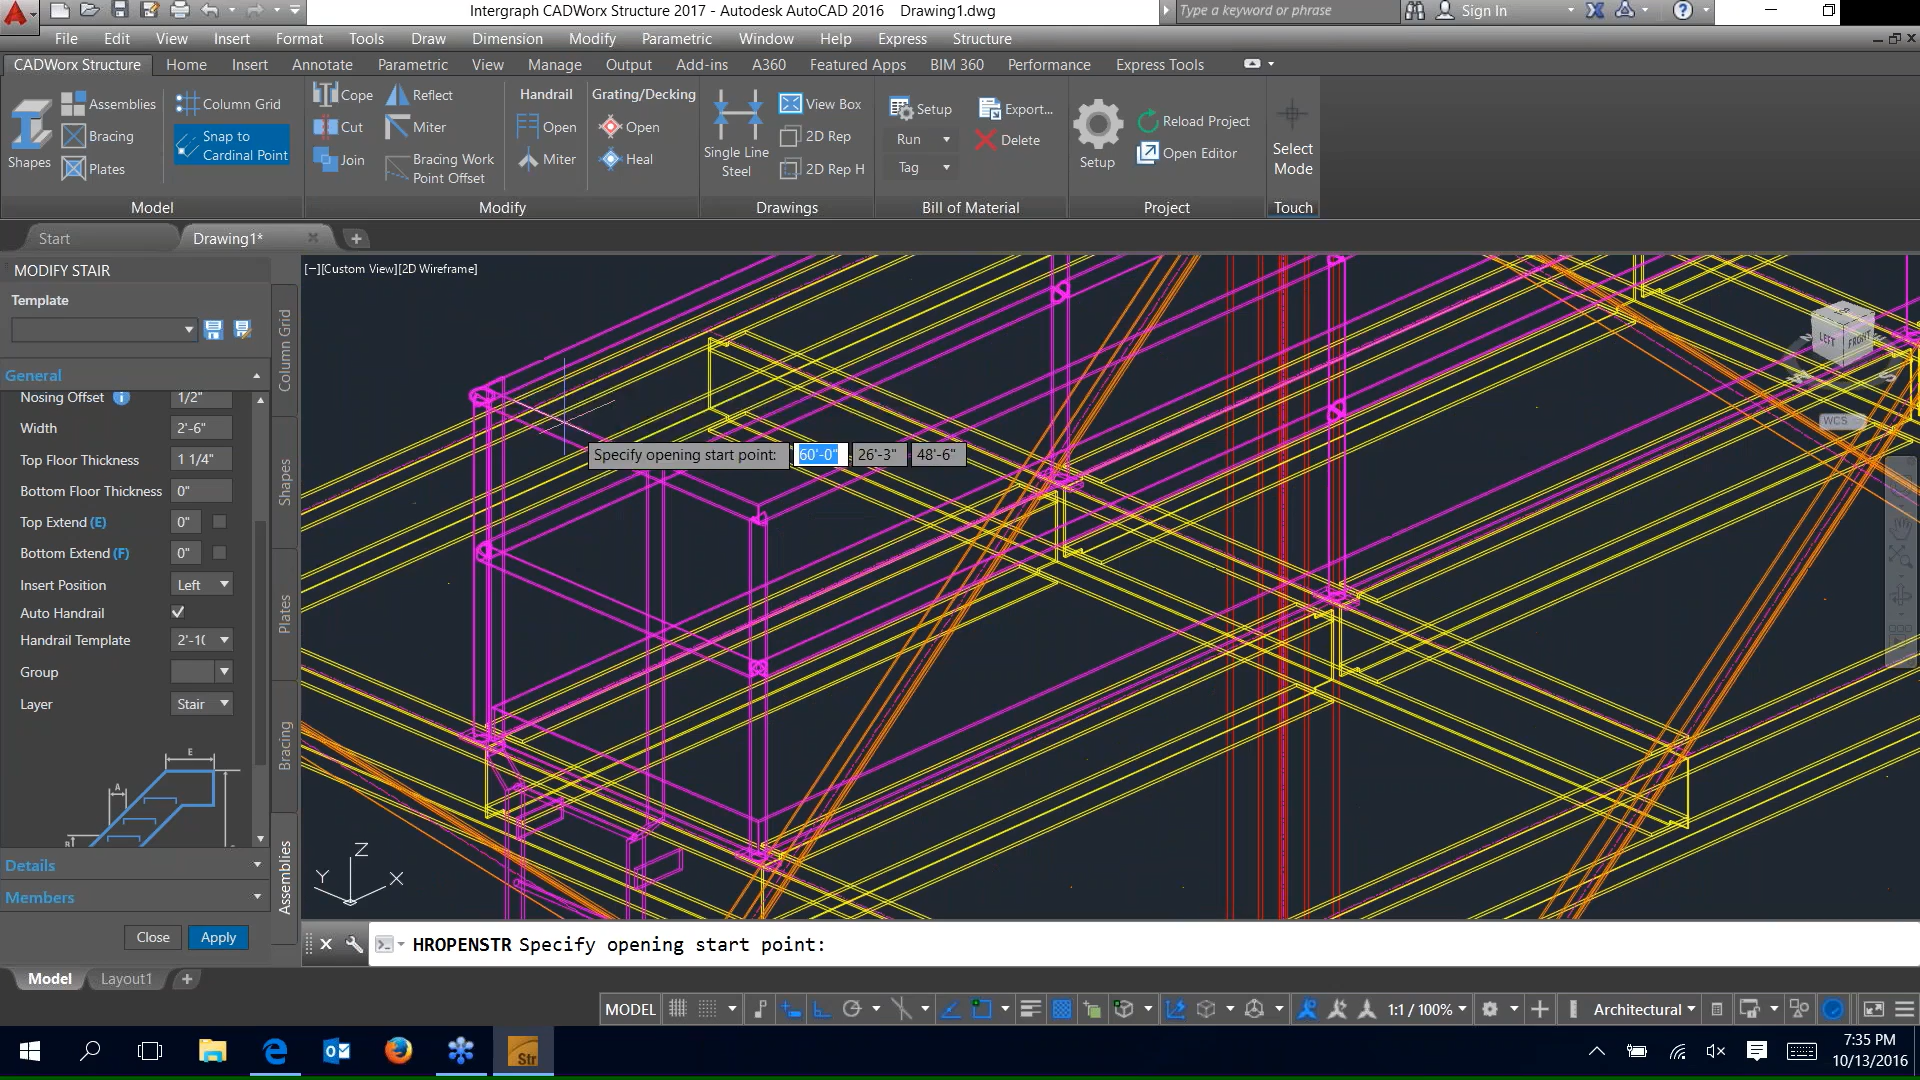 Intergraph CADWorx Structure 2017 - Autodesk AutoCAD 2016    Drawing1.dwg
Type a keyword or phrase
Sign In
File Edit View Insert Format Tools Draw Dimension Modify Parametric Window Help Express Structure
CADWorx Structure Home Insert Annotate Parametric View Manage Output Add-ins A360 Featured Apps BIM 360 Performance Express Tools
Shapes
Assemblies
Bracing
Plates
Column Grid
Snap to
Cardinal Point
Model
Cope
Cut
Join
Reflect
Miter
Bracing Work
Point Offset
Modify
Handrail
Open
Miter
Grating/Decking
Open
Heal
Single Line
Steel
View Box
2D Rep
2D Rep H
Drawings
Setup
Run
Tag
Export...
Delete
Bill of Material
Setup
Reload Project
Open Editor
Project
Select
Mode
Touch
Start
Drawing1*
MODIFY STAIR
Template
General
Nosing Offset 1/2"
Width 2'-6"
Top Floor Thickness 1 1/4"
Bottom Floor Thickness 0"
Top Extend (E) 0"
Bottom Extend (F) 0"
Insert Position Left
Auto Handrail
Handrail Template 2'-1(
Group
Layer Stair
E
A
Details
Members
Close Apply
Column Grid
Shapes
Plates
Bracing
Assemblies
[−][Custom View][2D Wireframe]
Specify opening start point: 60'-0" 26'-3" 48'-6"
LEFT
FRONT
W
S
WCS
Z
Y
X
HROPENSTR Specify opening start point:
Model Layout1
MODEL
1:1 / 100%
Architectural
Str
7:35 PM
10/13/2016